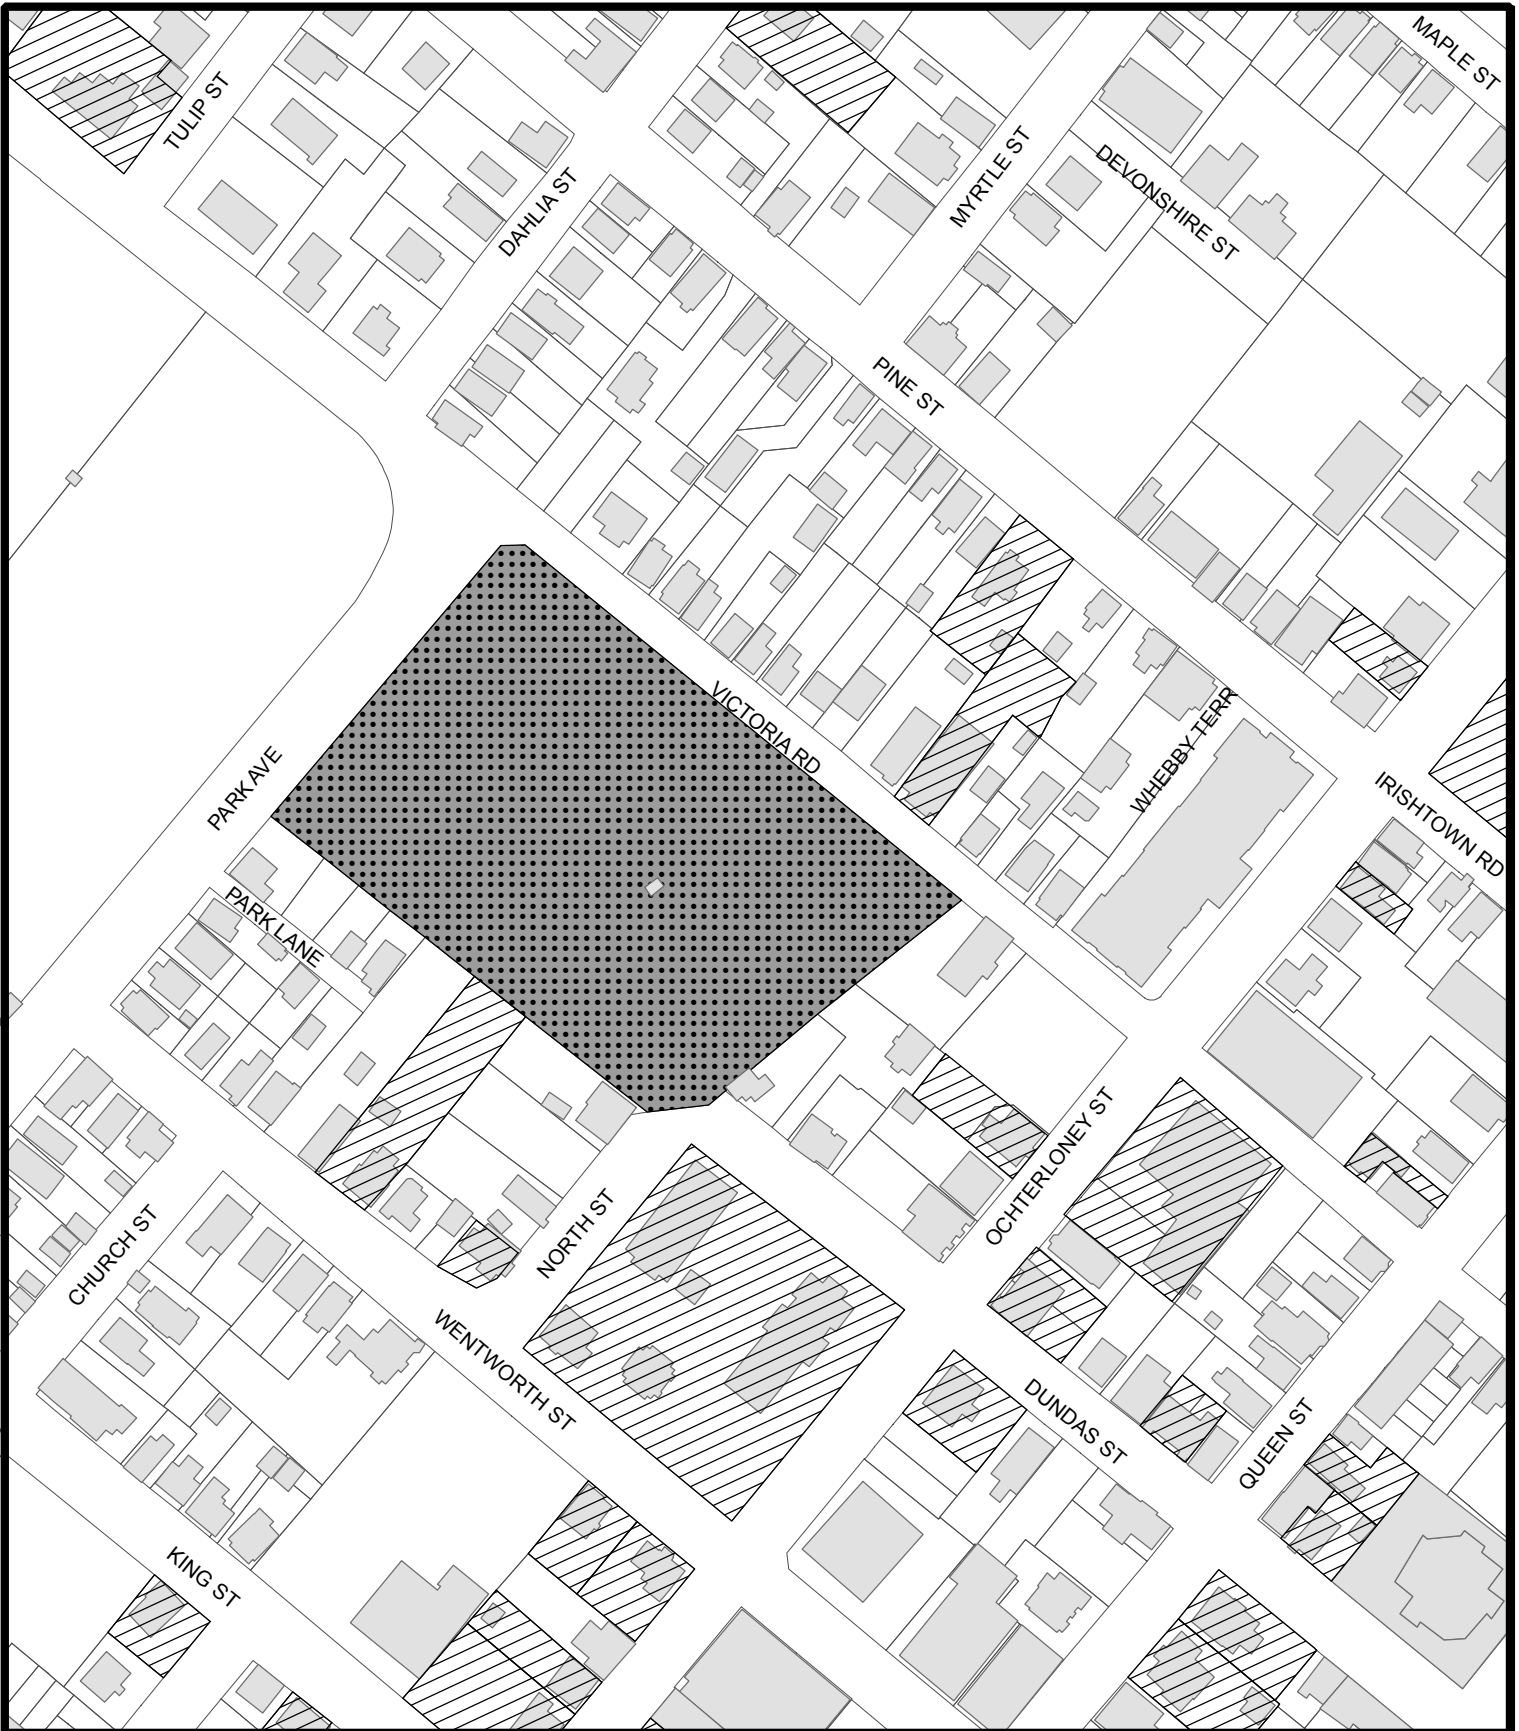 MAPLE ST
TULIP ST
MYRTLE ST
DEVONSHIRE ST
DAHLIA ST
PINE ST
VICTORIA RD
WHEBBY TERR
PARK AVE
IRISHTOWN RD
PARK LANE
OCHTERLONEY ST
NORTH ST
CHURCH ST
WENTWORTH ST
DUNDAS ST
QUEEN ST
KING ST